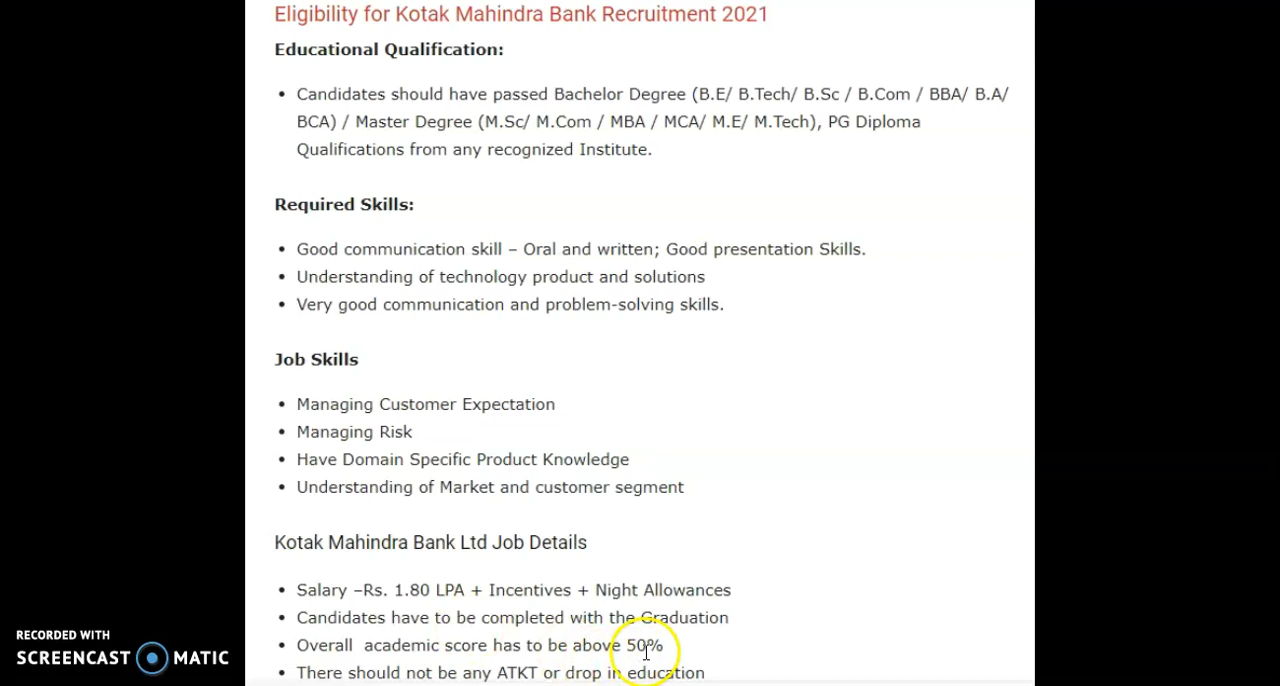 Eligibility for Kotak Mahindra Bank Recruitment 2021
Educational Qualification:
• Candidates should have passed Bachelor Degree (B.E/ B.Tech/ B.Sc / B.Com / BBA/ B.A/
BCA) / Master Degree (M.Sc/ M.Com / MBA / MCA/ M.E/ M.Tech), PG Diploma
Qualifications from any recognized Institute.
Required Skills:
• Good communication skill – Oral and written; Good presentation Skills.
• Understanding of technology product and solutions
• Very good communication and problem-solving skills.
Job Skills
• Managing Customer Expectation
• Managing Risk
• Have Domain Specific Product Knowledge
• Understanding of Market and customer segment
Kotak Mahindra Bank Ltd Job Details
• Salary –Rs. 1.80 LPA + Incentives + Night Allowances
• Candidates have to be completed with the Graduation
• Overall academic score has to be above 50%
• There should not be any ATKT or drop in education
RECORDED WITH
SCREENCAST MATIC